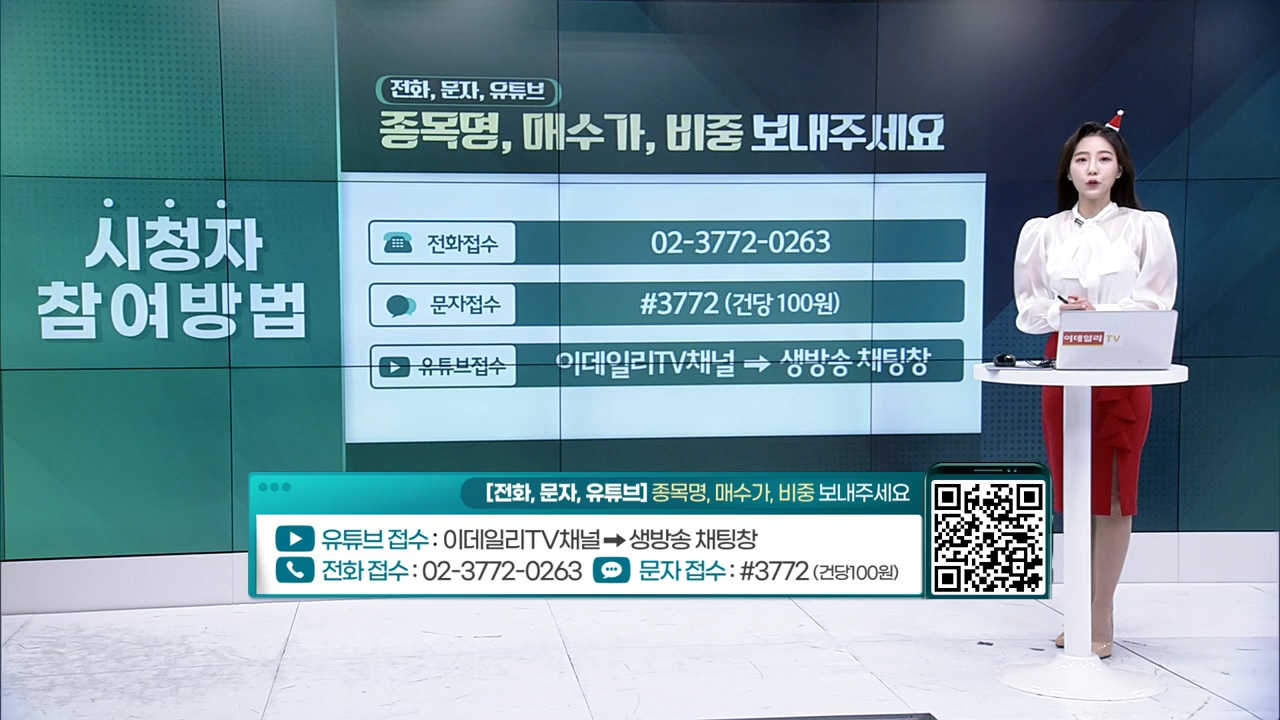 시청자
참여방법
전화, 문자, 유튜브
종목명, 매수가, 비중 보내주세요
전화접수 02-3772-0263
문자접수 #3772 (건당 100원)
유튜브접수 이데일리TV채널 ➡ 생방송 채팅창
이데일리 TV
[전화, 문자, 유튜브] 종목명, 매수가, 비중 보내주세요
유튜브 접수 : 이데일리TV채널 ➡ 생방송 채팅창
전화 접수 : 02-3772-0263 문자 접수 : #3772 (건당100원)